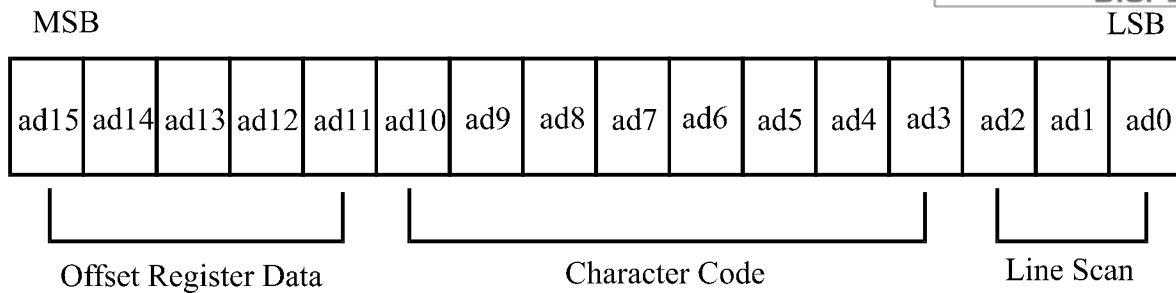 MSB LSB
ad15 ad14 ad13 ad12 ad11 ad10 ad9 ad8 ad7 ad6 ad5 ad4 ad3 ad2 ad1 ad0
Offset Register Data Character Code Line Scan